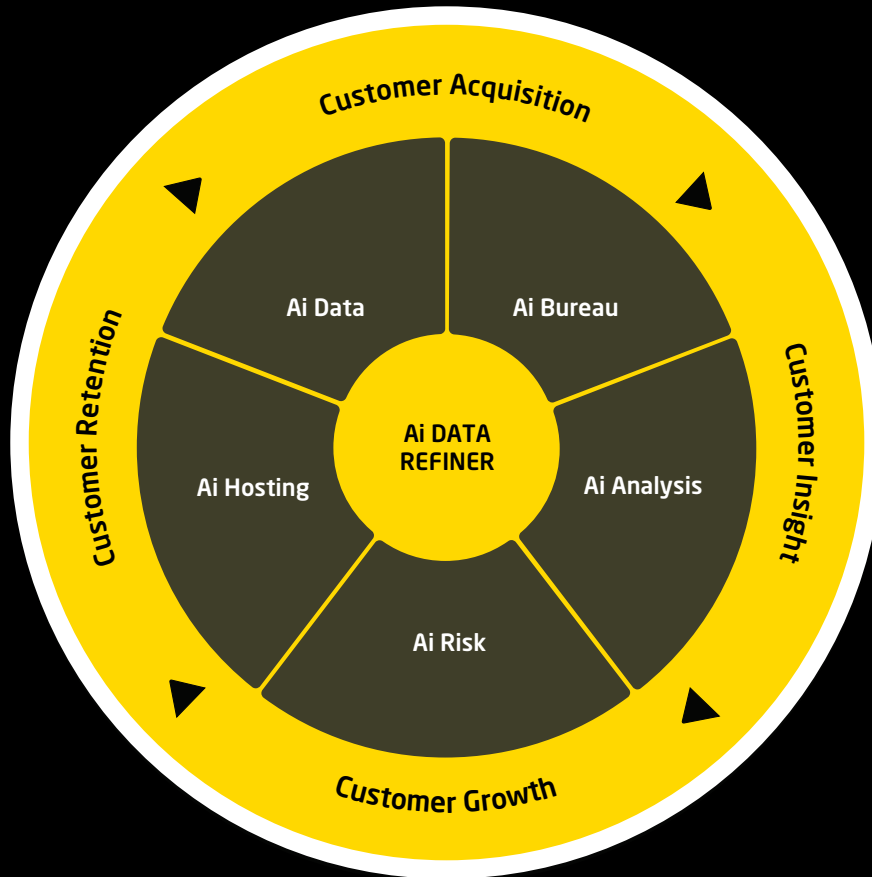 Customer Acquisition
Ai Data
Ai Bureau
Customer Retention
Ai DATA
REFINER
Customer Insight
Ai Hosting
Ai Analysis
Ai Risk
Customer Growth